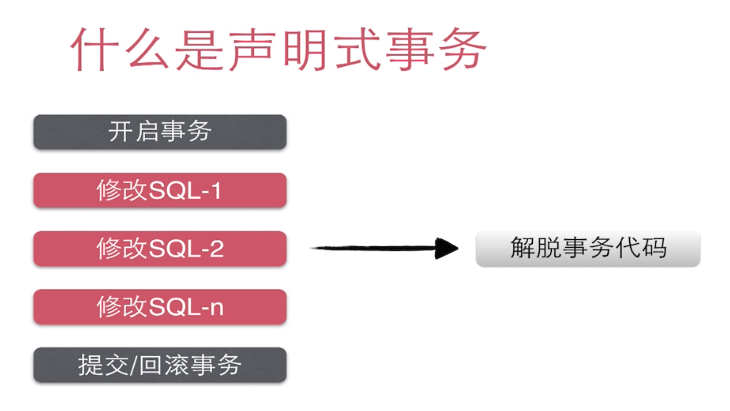 什么是声明式事务
开启事务
修改SQL-1
修改SQL-2
解脱事务代码
修改SQL-n
提交/回滚事务